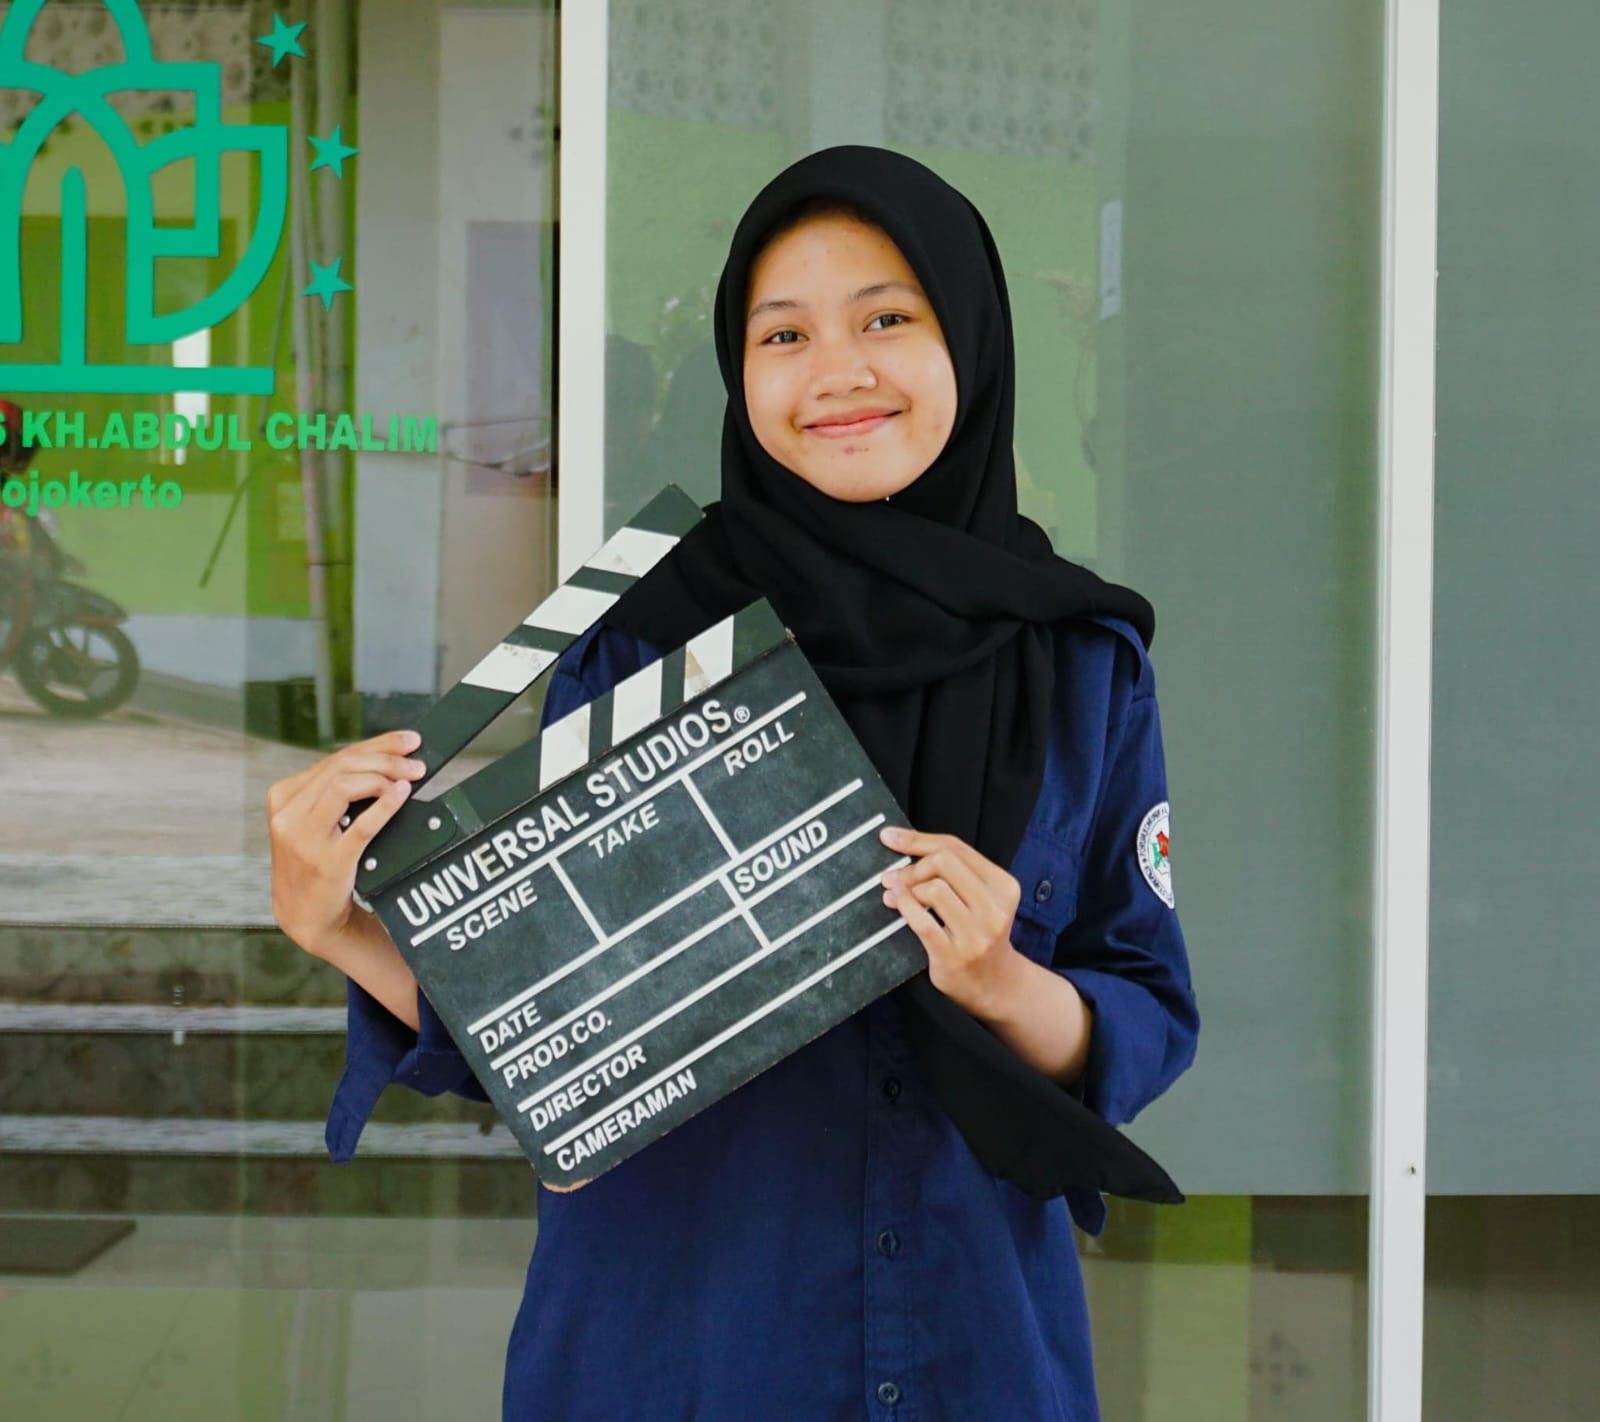 KH.ABDUL CHALIM
ojokerto
UNIVERSAL STUDIOS®
SCENE
TAKE
ROLL
SOUND
DATE
PROD.CO.
DIRECTOR
CAMERAMAN